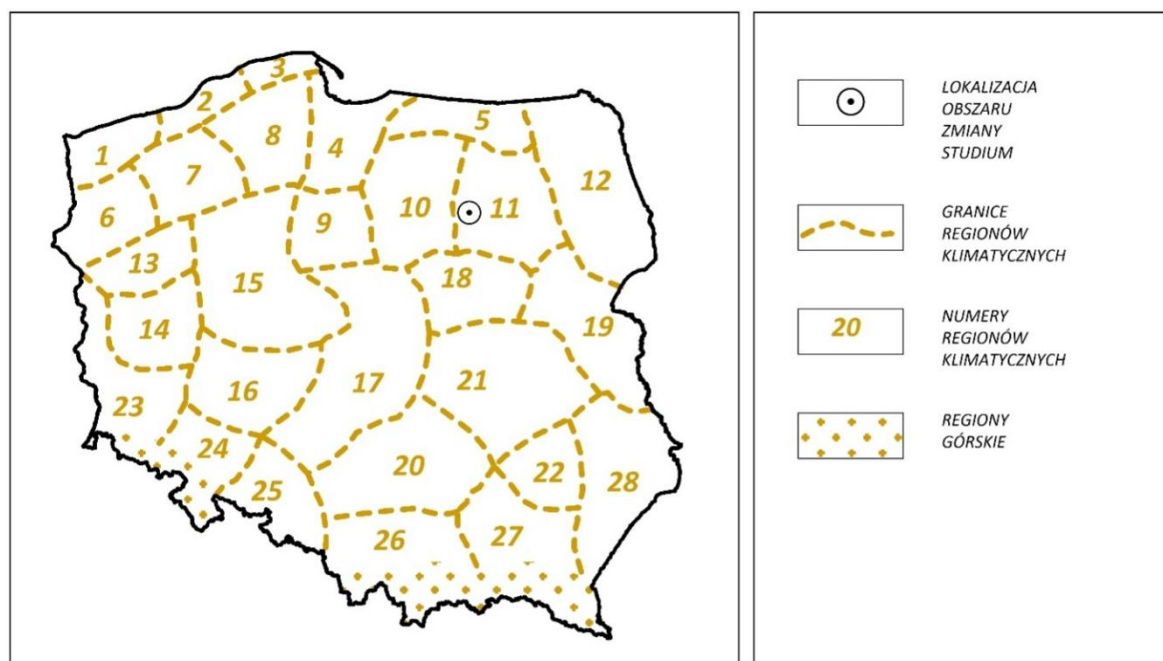 3
2
5
8
1
4
7
12
10
11
6
9
13
18
15
19
14
17
21
16
23
24
20
22
28
25
26
27
LOKALIZACJA
OBSZARU
ZMIANY
STUDIUM
GRANICE
REGIONÓW
KLIMATYCZNYCH
20
NUMERY
REGIONÓW
KLIMATYCZNYCH
REGIONY
GÓRSKIE